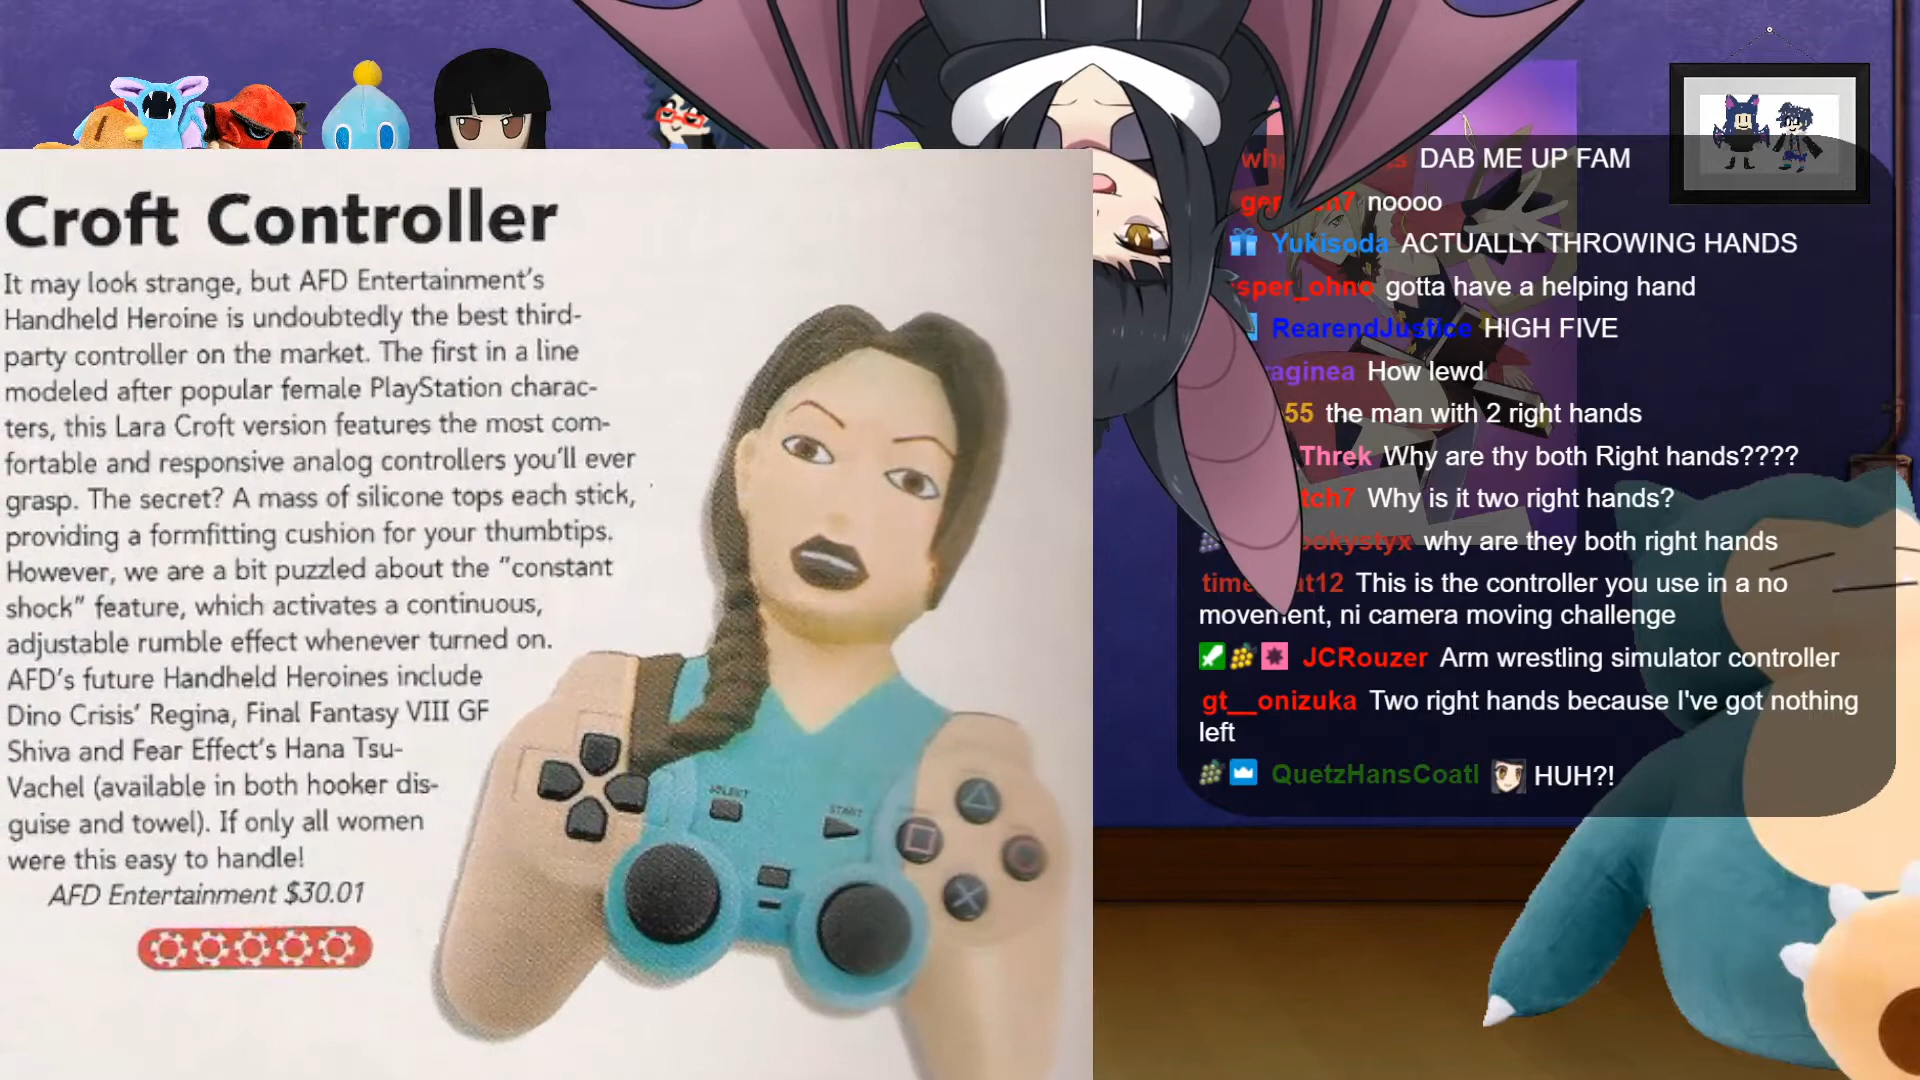 Croft Controller
It may look strange, but AFD Entertainment's
Handheld Heroine is undoubtedly the best third-
party controller on the market. The first in a line
modeled after popular female PlayStation charac-
ters, this Lara Croft version features the most com-
fortable and responsive analog controllers you'll ever
grasp. The secret? A mass of silicone tops each stick,
providing a formfitting cushion for your thumbtips.
However, we are a bit puzzled about the "constant
shock" feature, which activates a continuous,
adjustable rumble effect whenever turned on.
AFD's future Handheld Heroines include
Dino Crisis' Regina, Final Fantasy VIII GF
Shiva and Fear Effect's Hana Tsu-
Vachel (available in both hooker dis-
guise and towel). If only all women
were this easy to handle!
AFD Entertainment $30.01
SELECT
START
DAB ME UP FAM
noooo
Yukisoda ACTUALLY THROWING HANDS
sper_ohno gotta have a helping hand
RearendJustice HIGH FIVE
aginea How lewd
55 the man with 2 right hands
Threk Why are thy both Right hands????
tch7 Why is it two right hands?
ookystyx why are they both right hands
This is the controller you use in a no
movement, ni camera moving challenge
JCRouzer Arm wrestling simulator controller
gt__onizuka Two right hands because I've got nothing
left
QuetzHansCoatl HUH?!